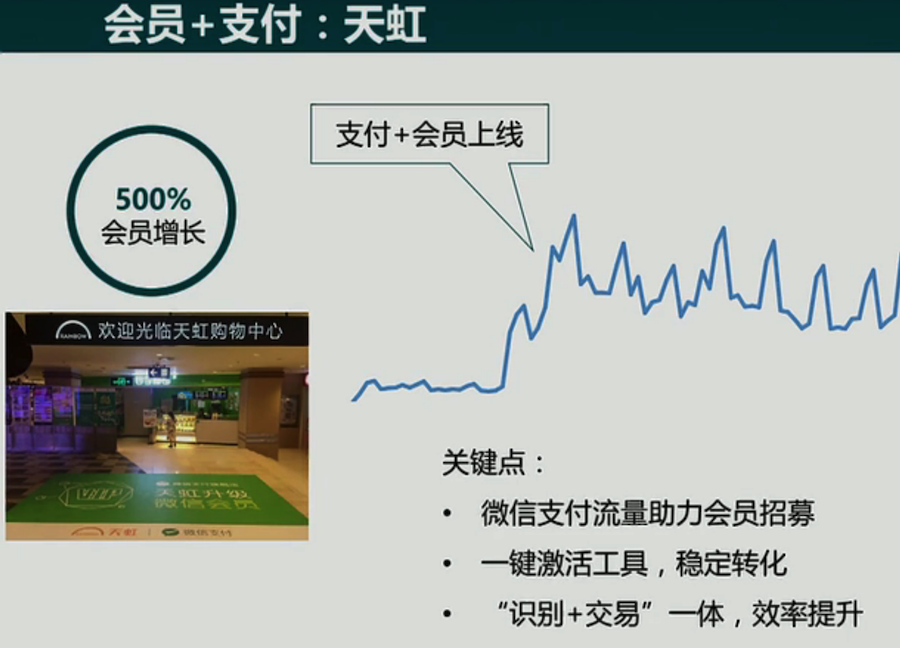 会员+支付：天虹
支付+会员上线
500%
会员增长
RAINBOW 欢迎光临天虹购物中心
VIP
天虹升级
微信会员
天虹 | 微信支付
关键点：
• 微信支付流量助力会员招募
• 一键激活工具，稳定转化
• “识别+交易”一体，效率提升